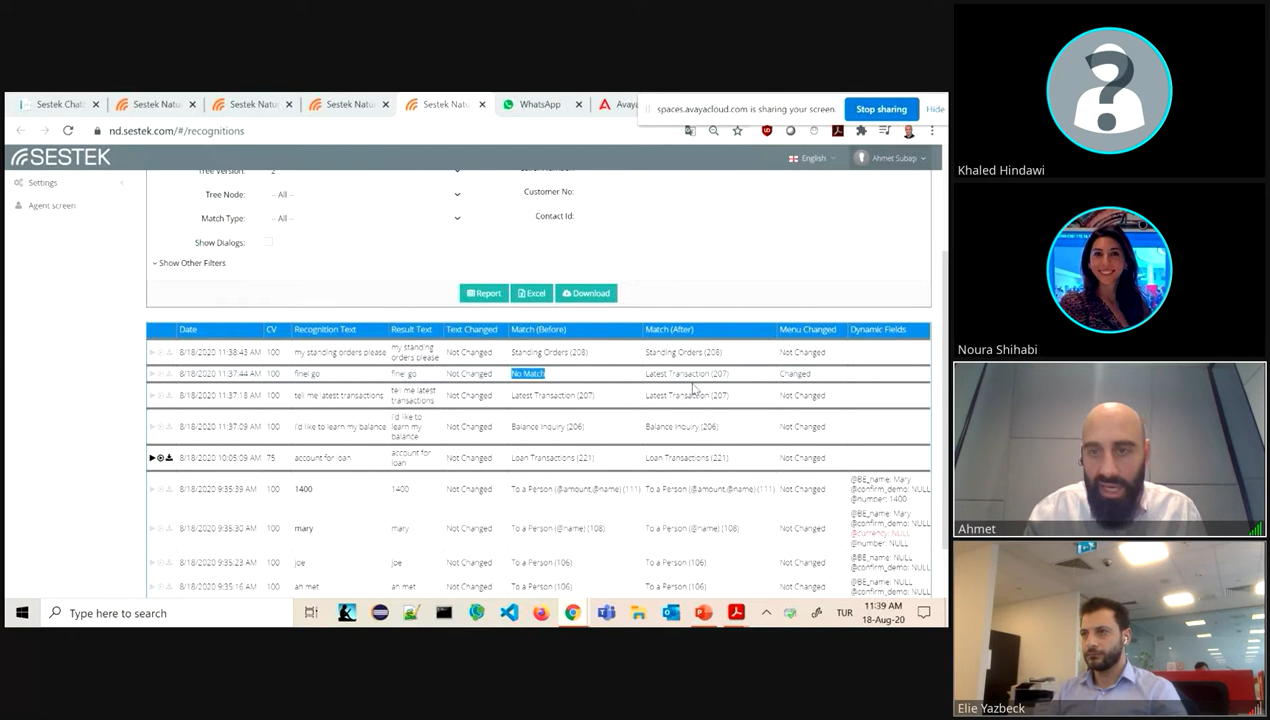 Sestek Chat
Sestek Natu
Sestek Natu
Sestek Natu
Sestek Natu
WhatsApp
Avaya
spaces.avayacloud.com is sharing your screen.
Stop sharing
Hide
nd.sestek.com/#/recognitions
SESTEK
English
Ahmet Subaşı
Settings
Agent screen
Tree Version:
2
Tree Node:
-- All --
Customer No:
Match Type:
-- All --
Contact Id:
Show Dialogs:
Show Other Filters
Report
Excel
Download
Date CV Recognition Text Result Text Text Changed Match (Before) Match (After) Menu Changed Dynamic Fields
8/18/2020 11:38:43 AM 100 my standing orders please my standing orders please Not Changed Standing Orders (208) Standing Orders (208) Not Changed
8/18/2020 11:37:44 AM 100 finel go finel go Not Changed No Match Latest Transaction (207) Changed
8/18/2020 11:37:18 AM 100 tell me latest transactions tell me latest transactions Not Changed Latest Transaction (207) Latest Transaction (207) Not Changed
8/18/2020 11:37:09 AM 100 i'd like to learn my balance i'd like to learn my balance Not Changed Balance Inquiry (206) Balance Inquiry (206) Not Changed
8/18/2020 10:05:09 AM 75 account for loan account for loan Not Changed Loan Transactions (221) Loan Transactions (221) Not Changed
8/18/2020 9:35:39 AM 100 1400 1400 Not Changed To a Person (@amount,@name) (111) To a Person (@amount,@name) (111) Not Changed @BE_name: Mary @confirm_demo: NULL @number: 1400
8/18/2020 9:35:30 AM 100 mary mary Not Changed To a Person (@name) (108) To a Person (@name) (108) Not Changed @BE_name: Mary @confirm_demo: NULL @currency: NULL @number: NULL
8/18/2020 9:35:23 AM 100 joe joe Not Changed To a Person (106) To a Person (106) Not Changed @BE_name: NULL @confirm_demo: NULL
8/18/2020 9:35:16 AM 100 ah met ah met Not Changed To a Person (106) To a Person (106) Not Changed @BE_name: NULL @confirm_demo: NULL
Type here to search
TUR
11:39 AM
18-Aug-20
Khaled Hindawi
Noura Shihabi
Ahmet
Elie Yazbeck